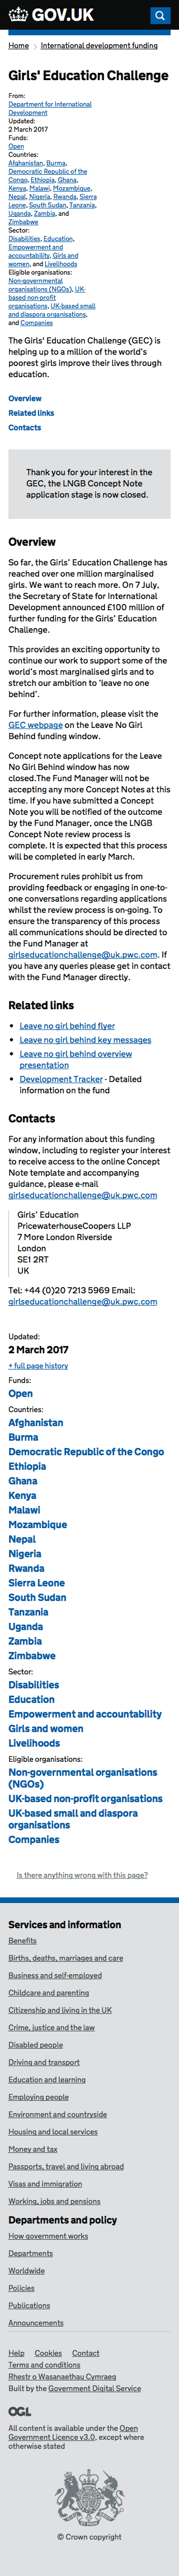 GOV.UK
Home
International development funding
Girls' Education Challenge
From:
Department for International
Development
Updated:
2 March 2017
Funds:
Open
Countries:
Afghanistan, Burma,
Democratic Republic of the
Congo, Ethiopia, Ghana,
Kenya, Malawi, Mozambique,
Nepal, Nigeria, Rwanda, Sierra
Leone, South Sudan, Tanzania,
Uganda, Zambia, and
Zimbabwe
Sector:
Disabilities, Education,
Empowerment and
accountability, Girls and
women, and Livelihoods
Eligible organisations:
Non-governmental
organisations (NGOs), UK-
based non-profit
organisations, UK-based small
and diaspora organisations,
and Companies
The Girls' Education Challenge (GEC) is
helping up to a million of the world's
poorest girls improve their lives through
education.
Overview
Related links
Contacts
Thank you for your interest in the
GEC, the LNGB Concept Note
application stage is now closed.
Overview
So far, the Girls' Education Challenge has
reached over one million marginalised
girls. We want to reach more. On 7 July,
the Secretary of State for International
Development announced £100 million of
further funding for the Girls' Education
Challenge.
This provides an exciting opportunity to
continue our work to support some of the
world's most marginalised girls and to
stretch our ambition to 'leave no one
behind'.
For further information, please visit the
GEC webpage on the Leave No Girl
Behind funding window.
Concept note applications for the Leave
No Girl Behind window has now
closed.The Fund Manager will not be
accepting any more Concept Notes at this
time. If you have submitted a Concept
Note you will be notified of the outcome
by the Fund Manager, once the LNGB
Concept Note review process is
complete. It is expected this process will
be completed in early March.
Procurement rules prohibit us from
providing feedback or engaging in one-to-
one conversations regarding applications
whilst the review process is on-going. To
ensure the transparency of this process
all communications should be directed to
the Fund Manager at
girlseducationchallenge@uk.pwc.com. If
you have any queries please get in contact
with the Fund Manager directly.
Related links
Leave no girl behind flyer
Leave no girl behind key messages
Leave no girl behind overview
presentation
Development Tracker - Detailed
information on the fund
Contacts
For any information about this funding
window, including requesting your register
interest to receive access to the online Concept
Note template and accompanying
guidance, please e-mail
girlseducationchallenge@uk.pwc.com
Girls' Education
PricewaterhouseCoopers LLP
7 More London Riverside
London
SE1 2RT
UK
Tel: +44 (0)20 7213 5969 Email:
girlseducationchallenge@uk.pwc.com
Updated:
2 March 2017
+ full page history
Funds:
Open
Countries:
Afghanistan
Burma
Democratic Republic of the Congo
Ethiopia
Ghana
Kenya
Malawi
Mozambique
Nepal
Nigeria
Rwanda
Sierra Leone
South Sudan
Tanzania
Uganda
Zambia
Zimbabwe
Sector:
Disabilities
Education
Empowerment and accountability
Girls and women
Livelihoods
Eligible organisations:
Non-governmental organisations
(NGOs)
UK-based non-profit organisations
UK-based small and diaspora
organisations
Companies
Is there anything wrong with this page?
Services and information
Benefits
Births, deaths, marriages and care
Business and self-employed
Childcare and parenting
Citizenship and living in the UK
Crime, justice and the law
Disabled people
Driving and transport
Education and learning
Employing people
Environment and countryside
Housing and local services
Money and tax
Passports, travel and living abroad
Visas and immigration
Working, jobs and pensions
Departments and policy
How government works
Departments
Worldwide
Policies
Publications
Announcements
Help Cookies Contact
Terms and conditions
Rhestr o Wasanaethau Cymraeg
Built by the Government Digital Service
OGL
All content is available under the Open
Government Licence v3.0, except where
otherwise stated
© Crown copyright